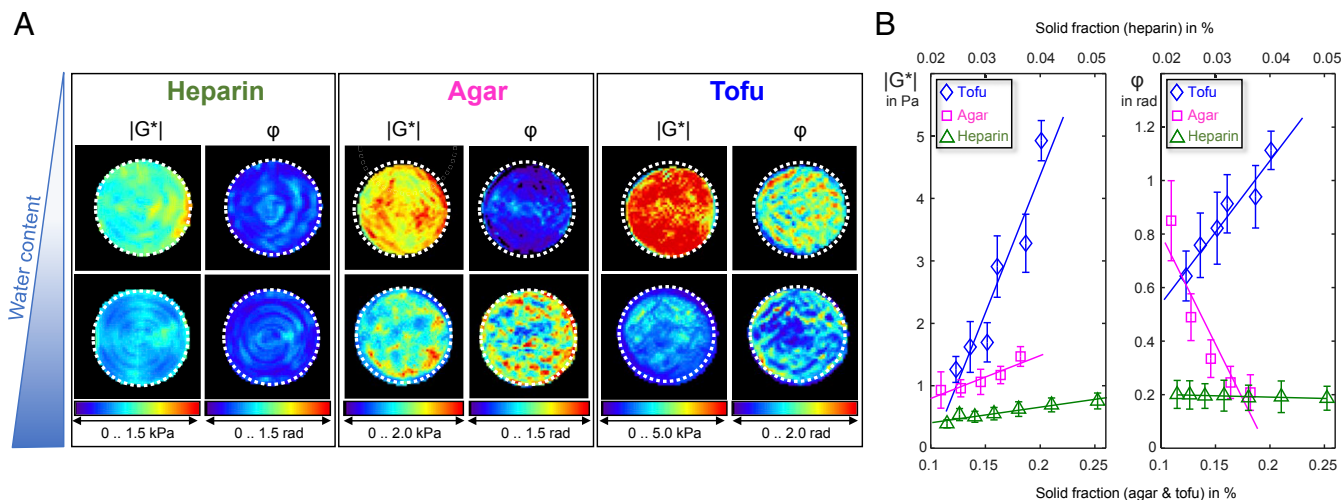 A
Water content
Heparin
|G*|
φ
0 .. 1.5 kPa
0 .. 1.5 rad
Agar
|G*|
φ
0 .. 2.0 kPa
0 .. 1.5 rad
Tofu
|G*|
φ
0 .. 5.0 kPa
0 .. 2.0 rad
B
Solid fraction (heparin) in %
0.02 0.03 0.04 0.05
|G*|
in Pa
Tofu
Agar
Heparin
5
4
3
2
1
0
0.1 0.15 0.2 0.25
0.02 0.03 0.04 0.05
φ
in rad
Tofu
Agar
Heparin
1.2
1
0.8
0.6
0.4
0.2
0
0.1 0.15 0.2 0.25
Solid fraction (agar & tofu) in %